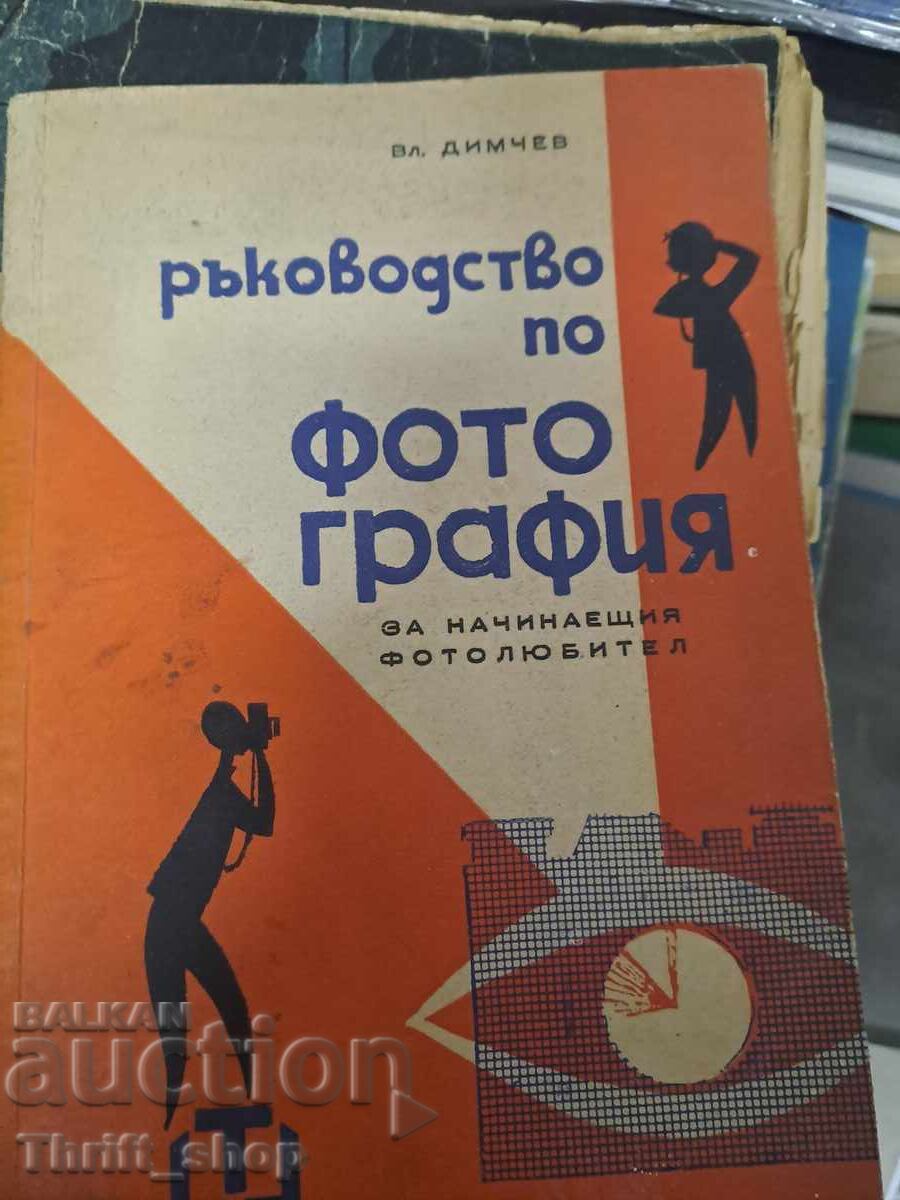 Вл. ДИМЧЕВ
ръководство
по
ФОТО
графия
ЗА НАЧИНАЕЩИЯ
ФОТОЛЮБИТЕЛ
BALKAN
auction
Thrift_shop
Т